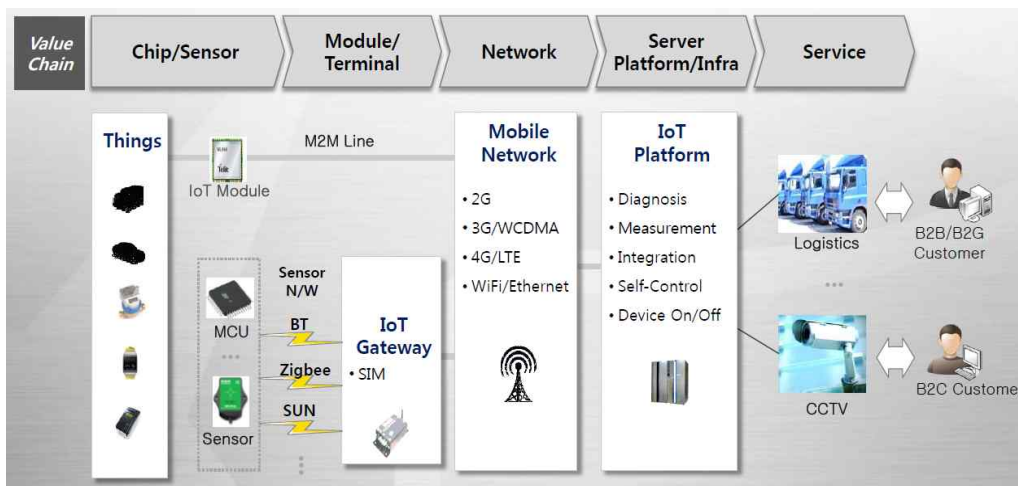 Value
Chain
Chip/Sensor
Module/
Terminal
Network
Server
Platform/Infra
Service
Things
IoT Module
M2M Line
MCU
...
Sensor
Sensor
N/W
BT
Zigbee
SUN
IoT
Gateway
• SIM
Mobile
Network
• 2G
• 3G/WCDMA
• 4G/LTE
• WiFi/Ethernet
IoT
Platform
• Diagnosis
• Measurement
• Integration
• Self-Control
• Device On/Off
Logistics
...
CCTV
B2B/B2G
Customer
B2C Custome